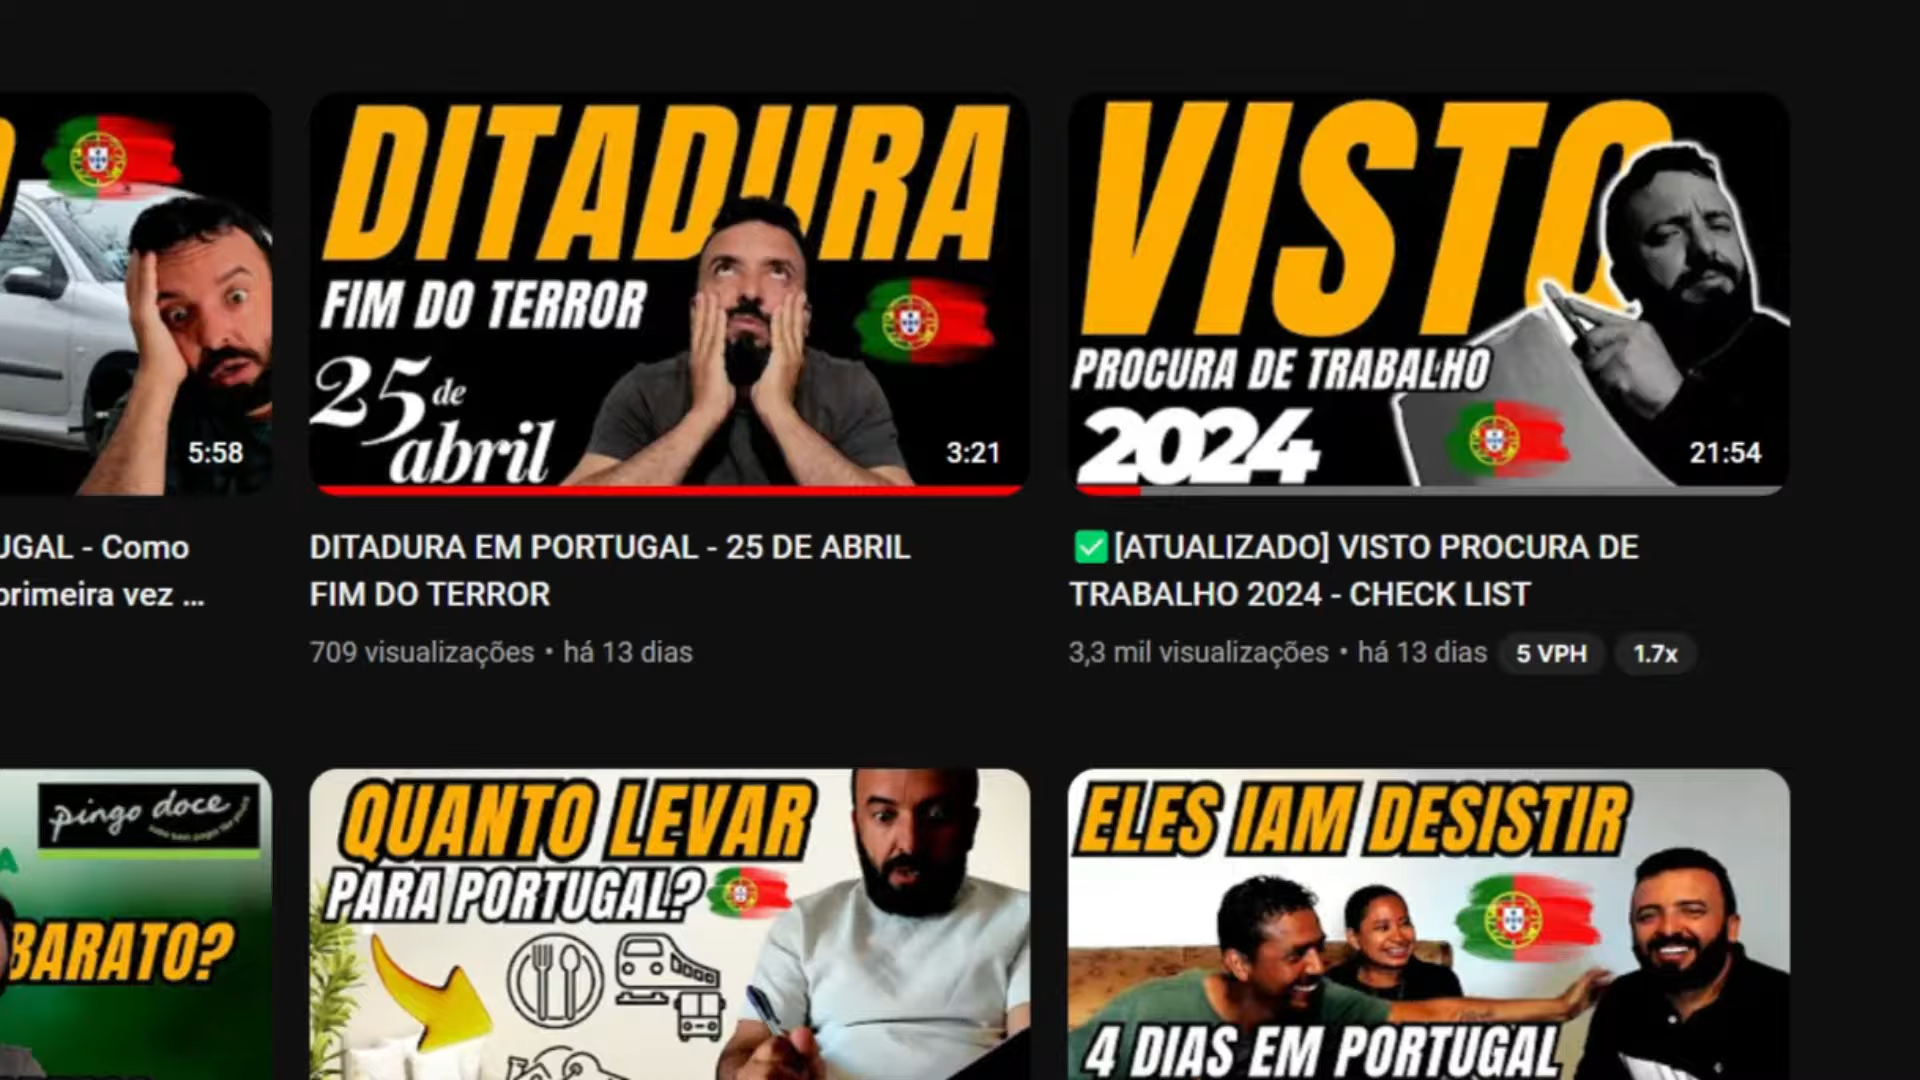 DITADURA
FIM DO TERROR
25 de
abril
3:21
VISTO
PROCURA DE TRABALHO
2024
21:54
5:58
UGAL - Como
primeira vez ...
DITADURA EM PORTUGAL - 25 DE ABRIL
FIM DO TERROR
709 visualizações • há 13 dias
✅[ATUALIZADO] VISTO PROCURA DE
TRABALHO 2024 - CHECK LIST
3,3 mil visualizações • há 13 dias 5 VPH 1.7x
pingo doce
BARATO?
QUANTO LEVAR
PARA PORTUGAL?
ELES IAM DESISTIR
4 DIAS EM PORTUGAL